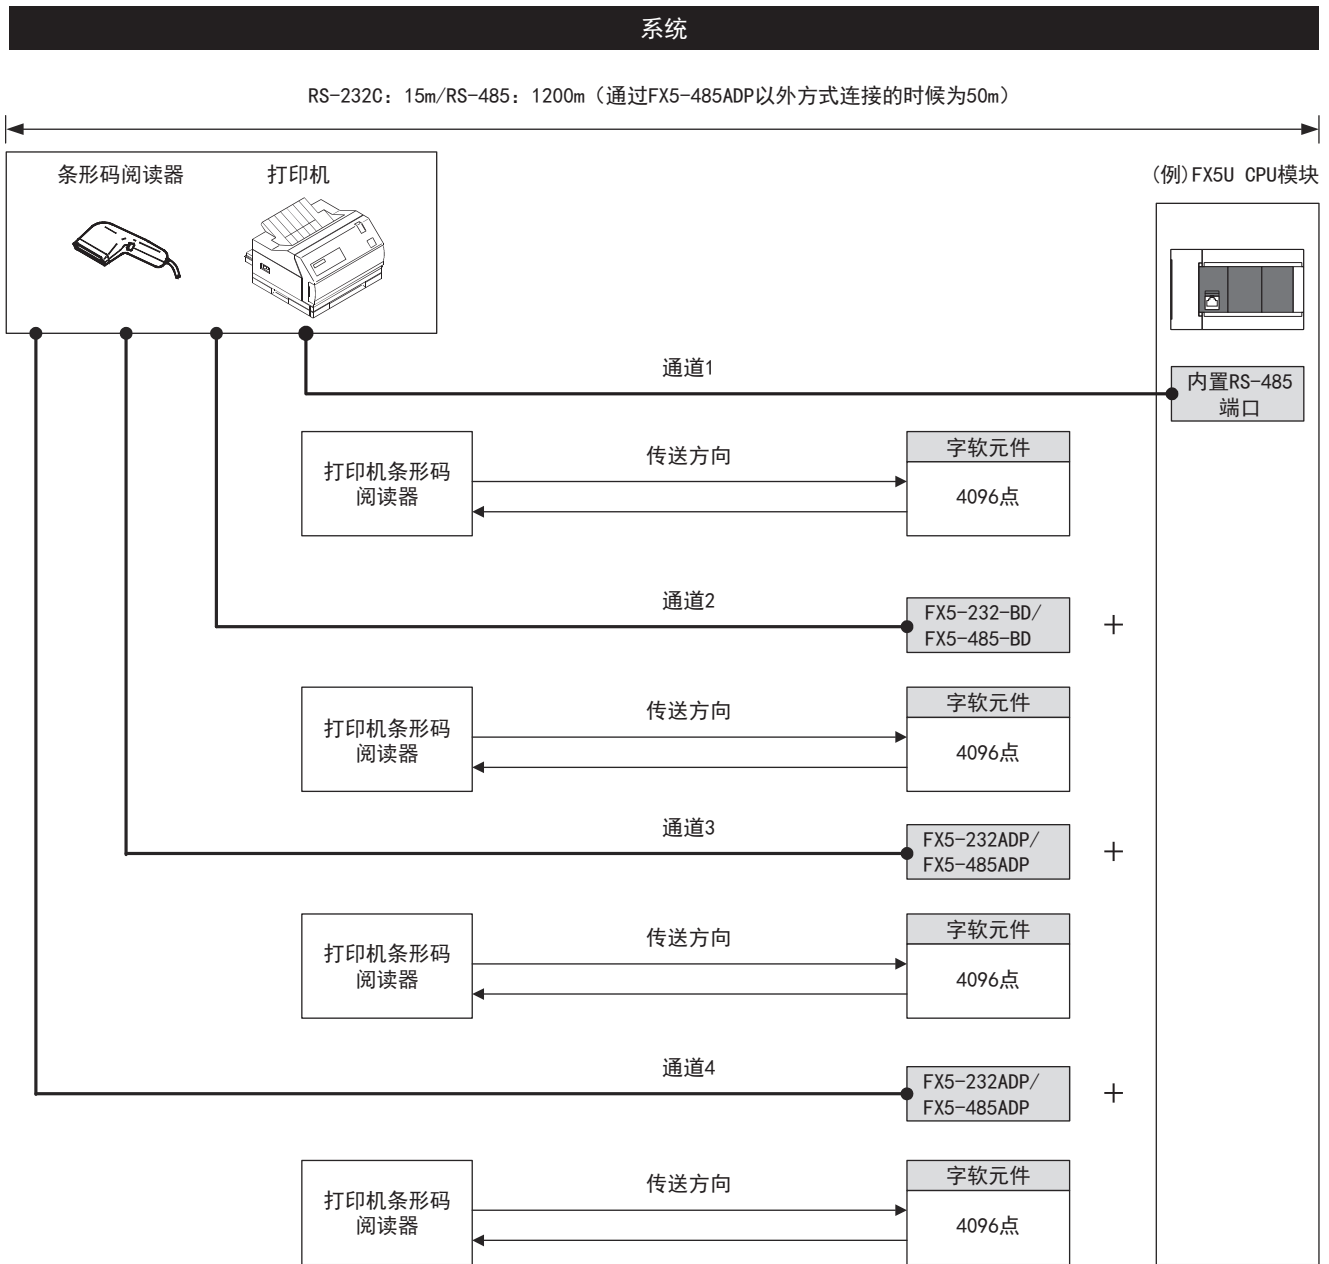 系统
RS-232C：15m/RS-485：1200m（通过FX5-485ADP以外方式连接的时候为50m）
条形码阅读器
打印机
(例)FX5U CPU模块
通道1
内置RS-485
端口
打印机条形码
阅读器
传送方向
字软元件
4096点
通道2
FX5-232-BD/
FX5-485-BD
+
打印机条形码
阅读器
传送方向
字软元件
4096点
通道3
FX5-232ADP/
FX5-485ADP
+
打印机条形码
阅读器
传送方向
字软元件
4096点
通道4
FX5-232ADP/
FX5-485ADP
+
打印机条形码
阅读器
传送方向
字软元件
4096点